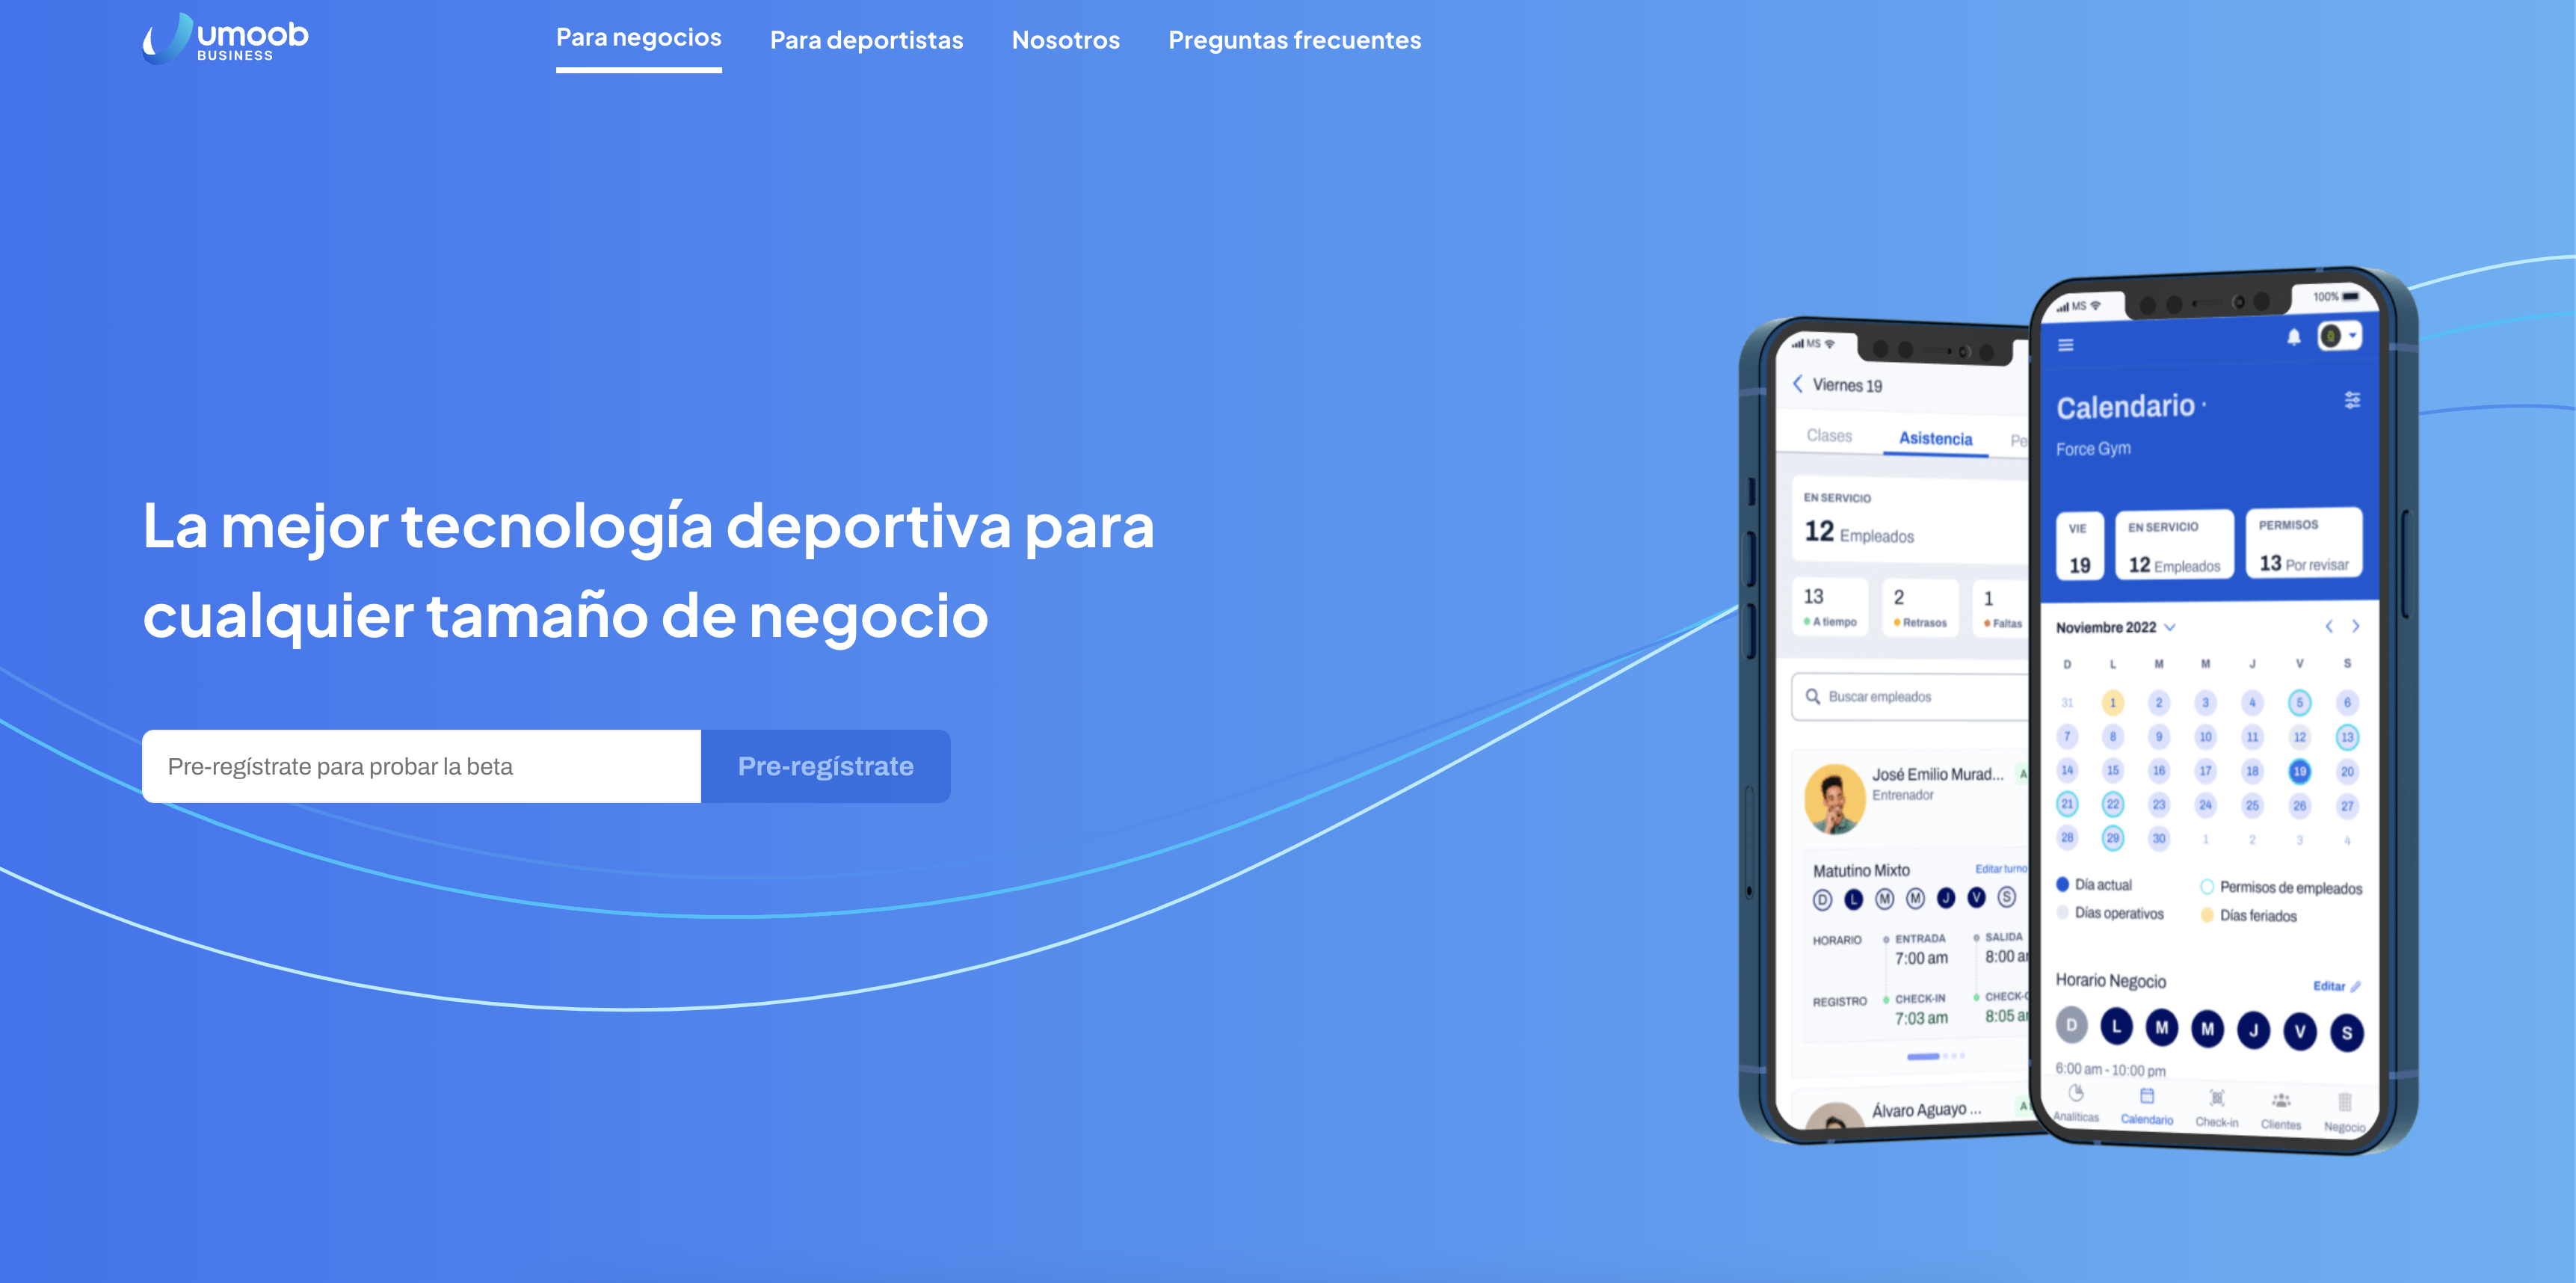 umoob
BUSINESS
Para negocios
Para deportistas
Nosotros
Preguntas frecuentes
La mejor tecnología deportiva para
cualquier tamaño de negocio
Pre-regístrate para probar la beta
Pre-regístrate
MS
Viernes 19
Clases
Asistencia
Pe
EN SERVICIO
12 Empleados
13
A tiempo
2
Retrasos
1
Faltas
Buscar empleados
José Emilio Murad...
A
Entrenador
Matutino Mixto
Editar turno
D L M M J V S
HORARIO
ENTRADA
SALIDA
7:00 am
8:00 a
REGISTRO
CHECK-IN
CHECK-
7:03 am
8:05 a
Álvaro Aguayo ...
A
MS
100%
Calendario
Force Gym
VIE
19
EN SERVICIO
12 Empleados
PERMISOS
13 Por revisar
Noviembre 2022
D L M M J V S
31 1 2 3 4 5 6
7 8 9 10 11 12 13
14 15 16 17 18 19 20
21 22 23 24 25 26 27
28 29 30 1 2 3 4
Día actual
Permisos de empleados
Días operativos
Días feriados
Horario Negocio
Editar
D L M M J V S
6:00 am - 10:00 pm
Analíticas
Calendario
Check-in
Clientes
Negocio